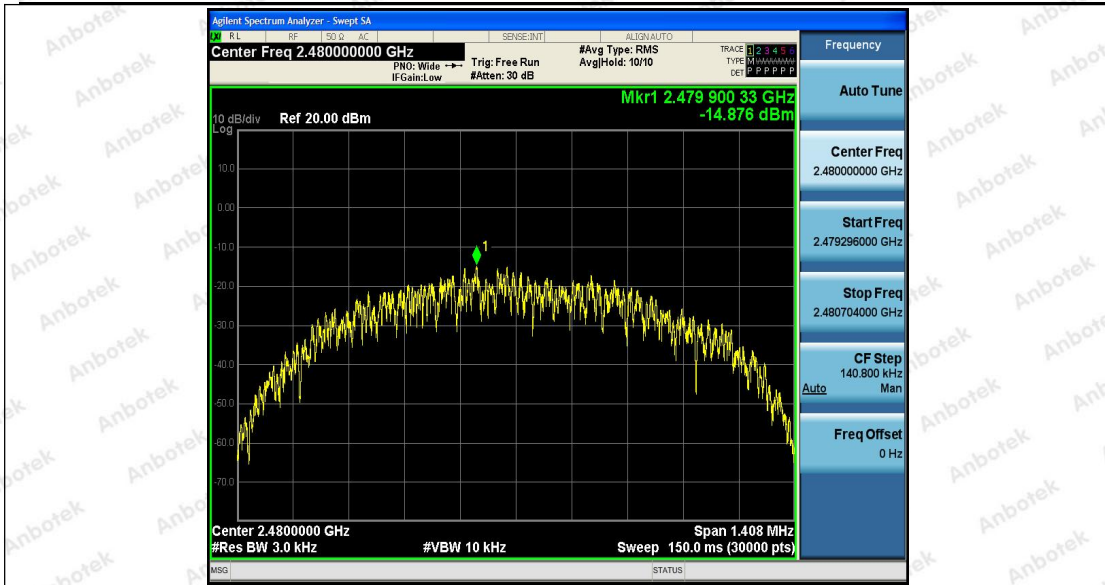 Agilent Spectrum Analyzer - Swept SA
LXI RL RF 50 Ω AC SENSE:INT ALIGN AUTO
Center Freq 2.480000000 GHz
PNO: Wide
IFGain:Low
Trig: Free Run
#Atten: 30 dB
#Avg Type: RMS
Avg|Hold: 10/10
TRACE 1 2 3 4 5 6
TYPE M
DET P P P P P P
Mkr1 2.479 900 33 GHz
-14.876 dBm
10 dB/div Ref 20.00 dBm
Log
10.0
0.00
-10.0
-20.0
-30.0
-40.0
-50.0
-60.0
-70.0
1
Center 2.4800000 GHz
Span 1.408 MHz
#Res BW 3.0 kHz
#VBW 10 kHz
Sweep 150.0 ms (30000 pts)
MSG
STATUS
Frequency
Auto Tune
Center Freq
2.480000000 GHz
Start Freq
2.479296000 GHz
Stop Freq
2.480704000 GHz
CF Step
140.800 kHz
Auto Man
Freq Offset
0 Hz
Anbotek